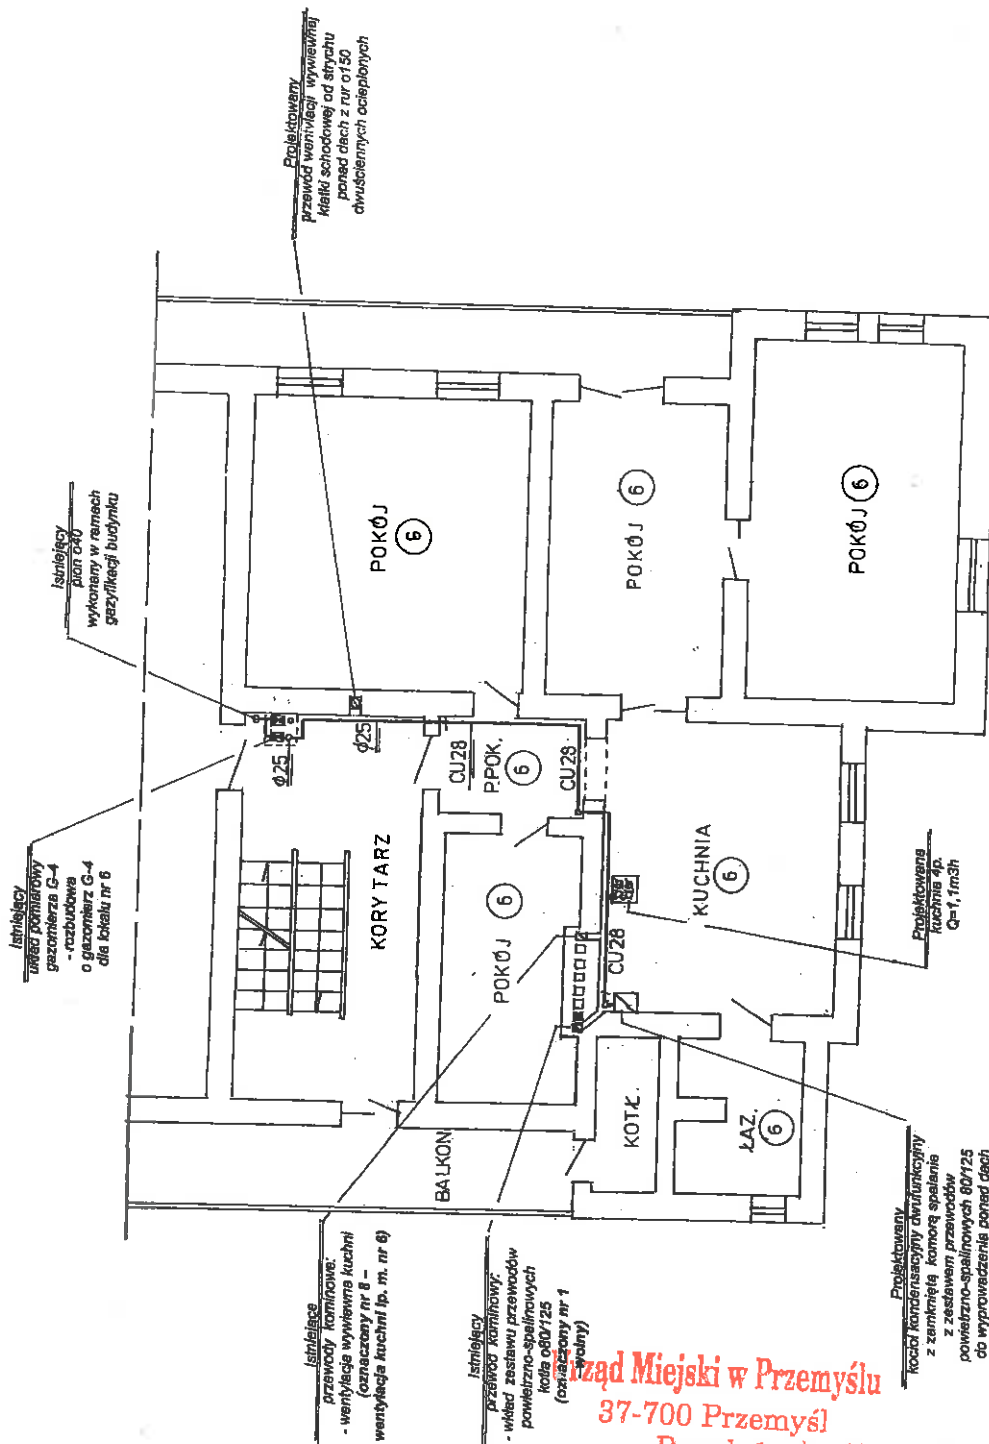 Projektowany
przewód wentylacji wywiewnej
klatki schodowej od strychu
ponad dach z rur o150
dwuściennych ocieplonych
Istniejący
pion o40
wykonany w ramach
gazyfikacji budynku
Istniejący
układ pomiarowy
gazomierza G-4
- rozbudowa
o gazomierz G-4
dla lokalu nr 6
POKÓJ
6
POKÓJ
6
POKÓJ
6
ϕ25
ϕ25
CU28
P.POK.
6
CU28
KORYTARZ
POKÓJ
6
KUCHNIA
6
CU28
Projektowana
kuchnia 4p.
Q=1,1m3h
BALKON
KOTŁ.
ŁAZ.
6
Istniejące
przewody kominowe:
- wentylacja wywiewna kuchni
(oznaczony nr 8 –
wentylacja kuchni lp. m. nr 6)
Istniejący
przewód kominowy:
- wkład zestawu przewodów
powietrzno-spalinowych
kotła o80/125
(oznaczony nr 1
wolny)
Projektowany
kocioł kondensacyjny dwufunkcyjny
z zamkniętą komorą spalania
z zestawem przewodów
powietrzno-spalinowych 80/125
do wyprowadzenia ponad dach
Urząd Miejski w Przemyślu
37-700 Przemyśl